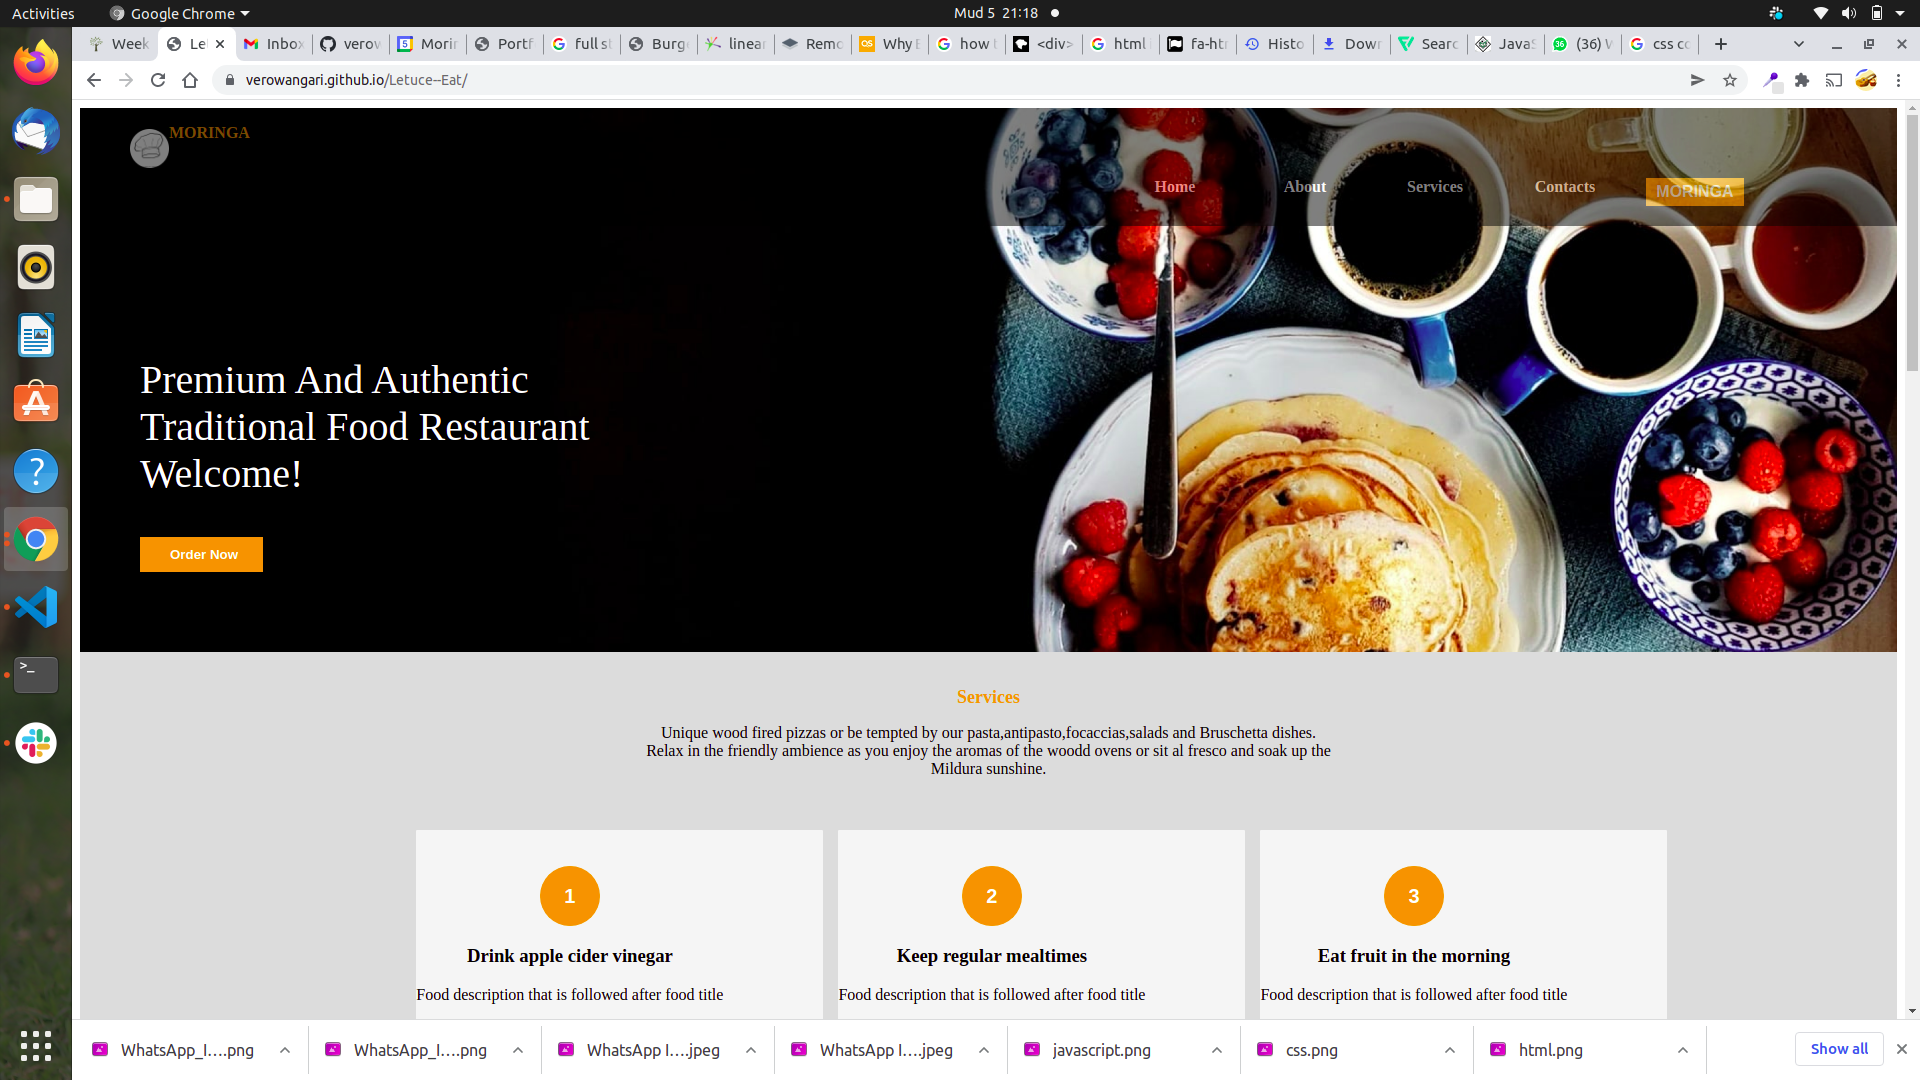 Activities
Google Chrome
Mud 5 21:18
Week
Le
Inbox
verow
Morin
Portf
full st
Burge
linear
Remo
Why E
how t
<div>
html
fa-htm
Histo
Down
Searc
JavaS
(36) W
css co
verowangari.github.io/Letuce--Eat/
MORINGA
Home
About
Services
Contacts
MORINGA
Premium And Authentic
Traditional Food Restaurant
Welcome!
Order Now
Services
Unique wood fired pizzas or be tempted by our pasta,antipasto,focaccias,salads and Bruschetta dishes.
Relax in the friendly ambience as you enjoy the aromas of the woodd ovens or sit al fresco and soak up the
Mildura sunshine.
1
Drink apple cider vinegar
Food description that is followed after food title
2
Keep regular mealtimes
Food description that is followed after food title
3
Eat fruit in the morning
Food description that is followed after food title
WhatsApp_I....png
WhatsApp_I....png
WhatsApp I....jpeg
WhatsApp I....jpeg
javascript.png
css.png
html.png
Show all